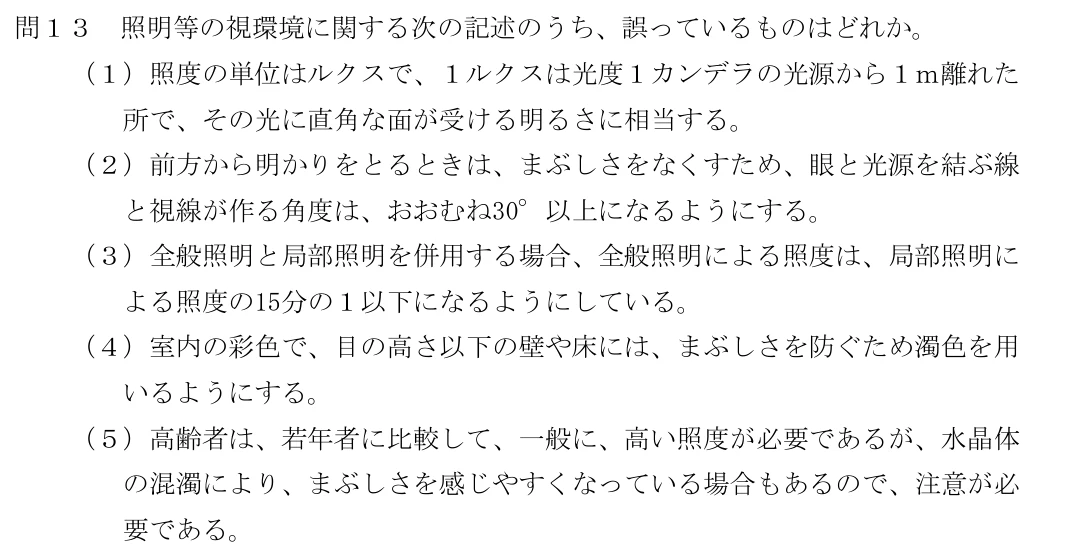 問１３　照明等の視環境に関する次の記述のうち、誤っているものはどれか。
（１）照度の単位はルクスで、１ルクスは光度１カンデラの光源から１ｍ離れた
所で、その光に直角な面が受ける明るさに相当する。
（２）前方から明かりをとるときは、まぶしさをなくすため、眼と光源を結ぶ線
と視線が作る角度は、おおむね30°以上になるようにする。
（３）全般照明と局部照明を併用する場合、全般照明による照度は、局部照明に
よる照度の15分の１以下になるようにしている。
（４）室内の彩色で、目の高さ以下の壁や床には、まぶしさを防ぐため濁色を用
いるようにする。
（５）高齢者は、若年者に比較して、一般に、高い照度が必要であるが、水晶体
の混濁により、まぶしさを感じやすくなっている場合もあるので、注意が必
要である。